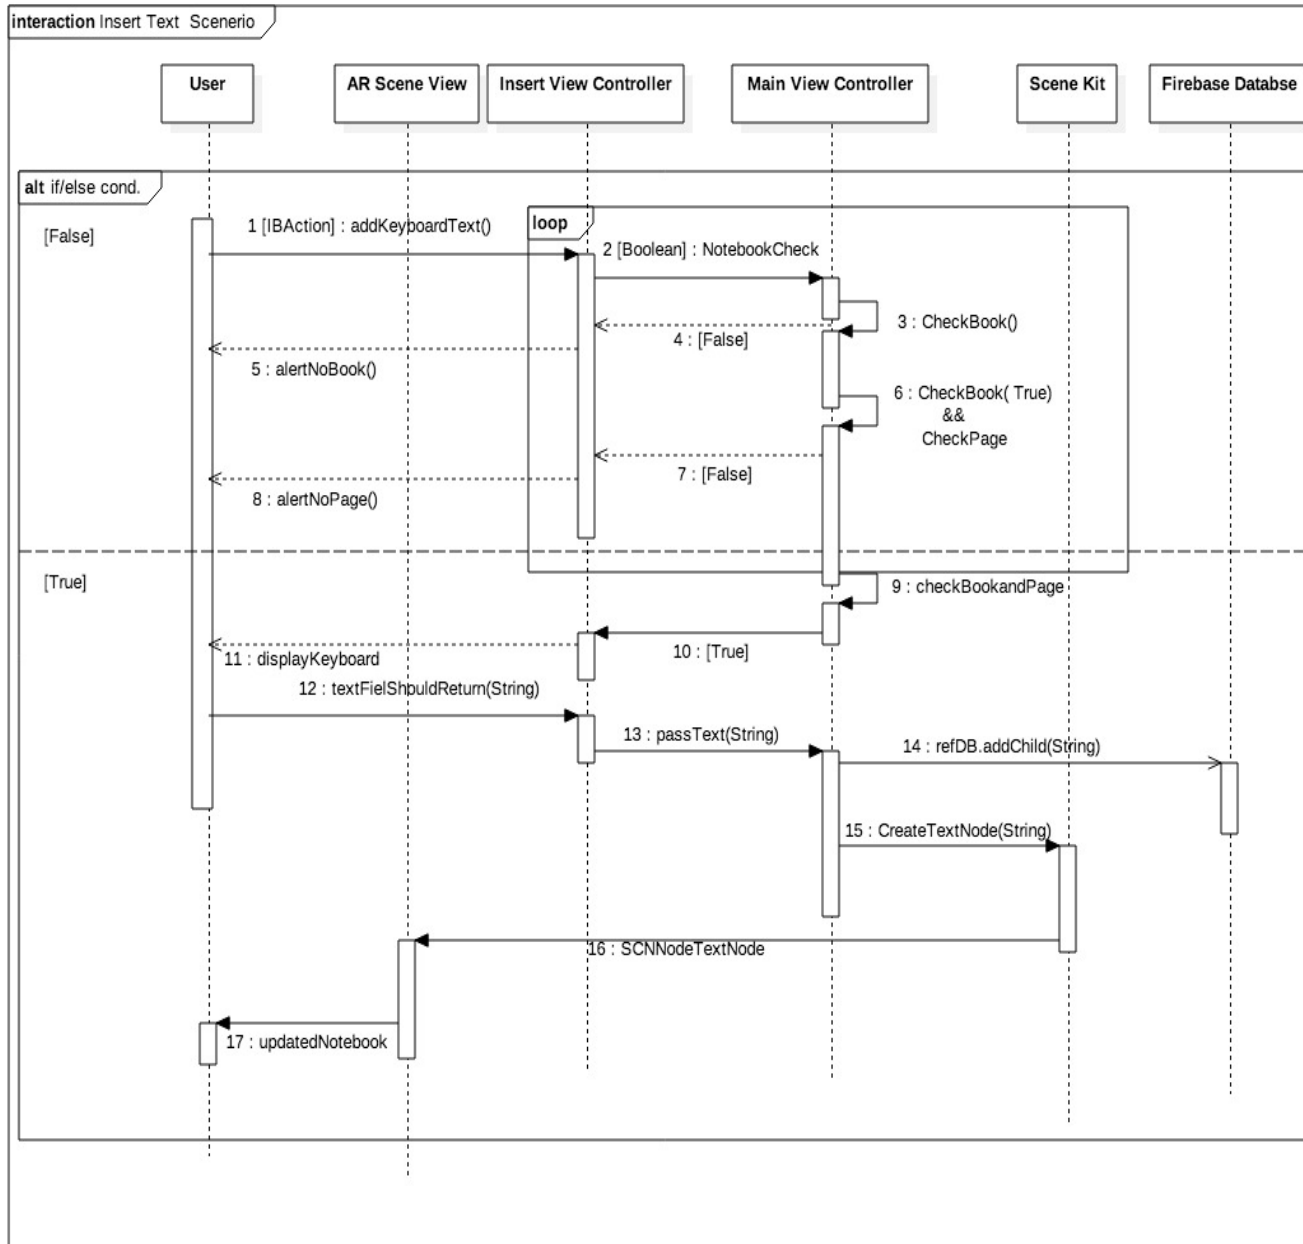 interaction Insert Text Scenerio
User
AR Scene View
Insert View Controller
Main View Controller
Scene Kit
Firebase Databse
alt if/else cond.
[False]
loop
1 [IBAction] : addKeyboardText()
2 [Boolean] : NotebookCheck
3 : CheckBook()
4 : [False]
5 : alertNoBook()
6 : CheckBook( True)
&&
CheckPage
7 : [False]
8 : alertNoPage()
[True]
9 : checkBookandPage
10 : [True]
11 : displayKeyboard
12 : textFielShouldReturn(String)
13 : passText(String)
14 : refDB.addChild(String)
15 : CreateTextNode(String)
16 : SCNNodeTextNode
17 : updatedNotebook